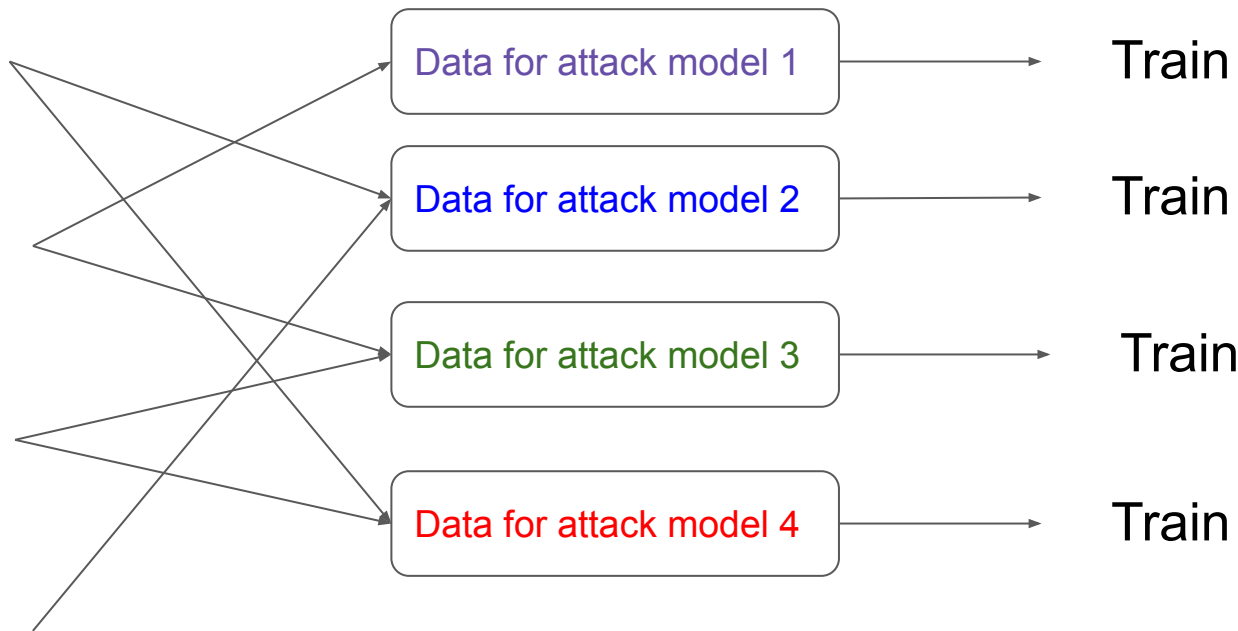 Data for attack model 1
Train
Data for attack model 2
Train
Data for attack model 3
Train
Data for attack model 4
Train